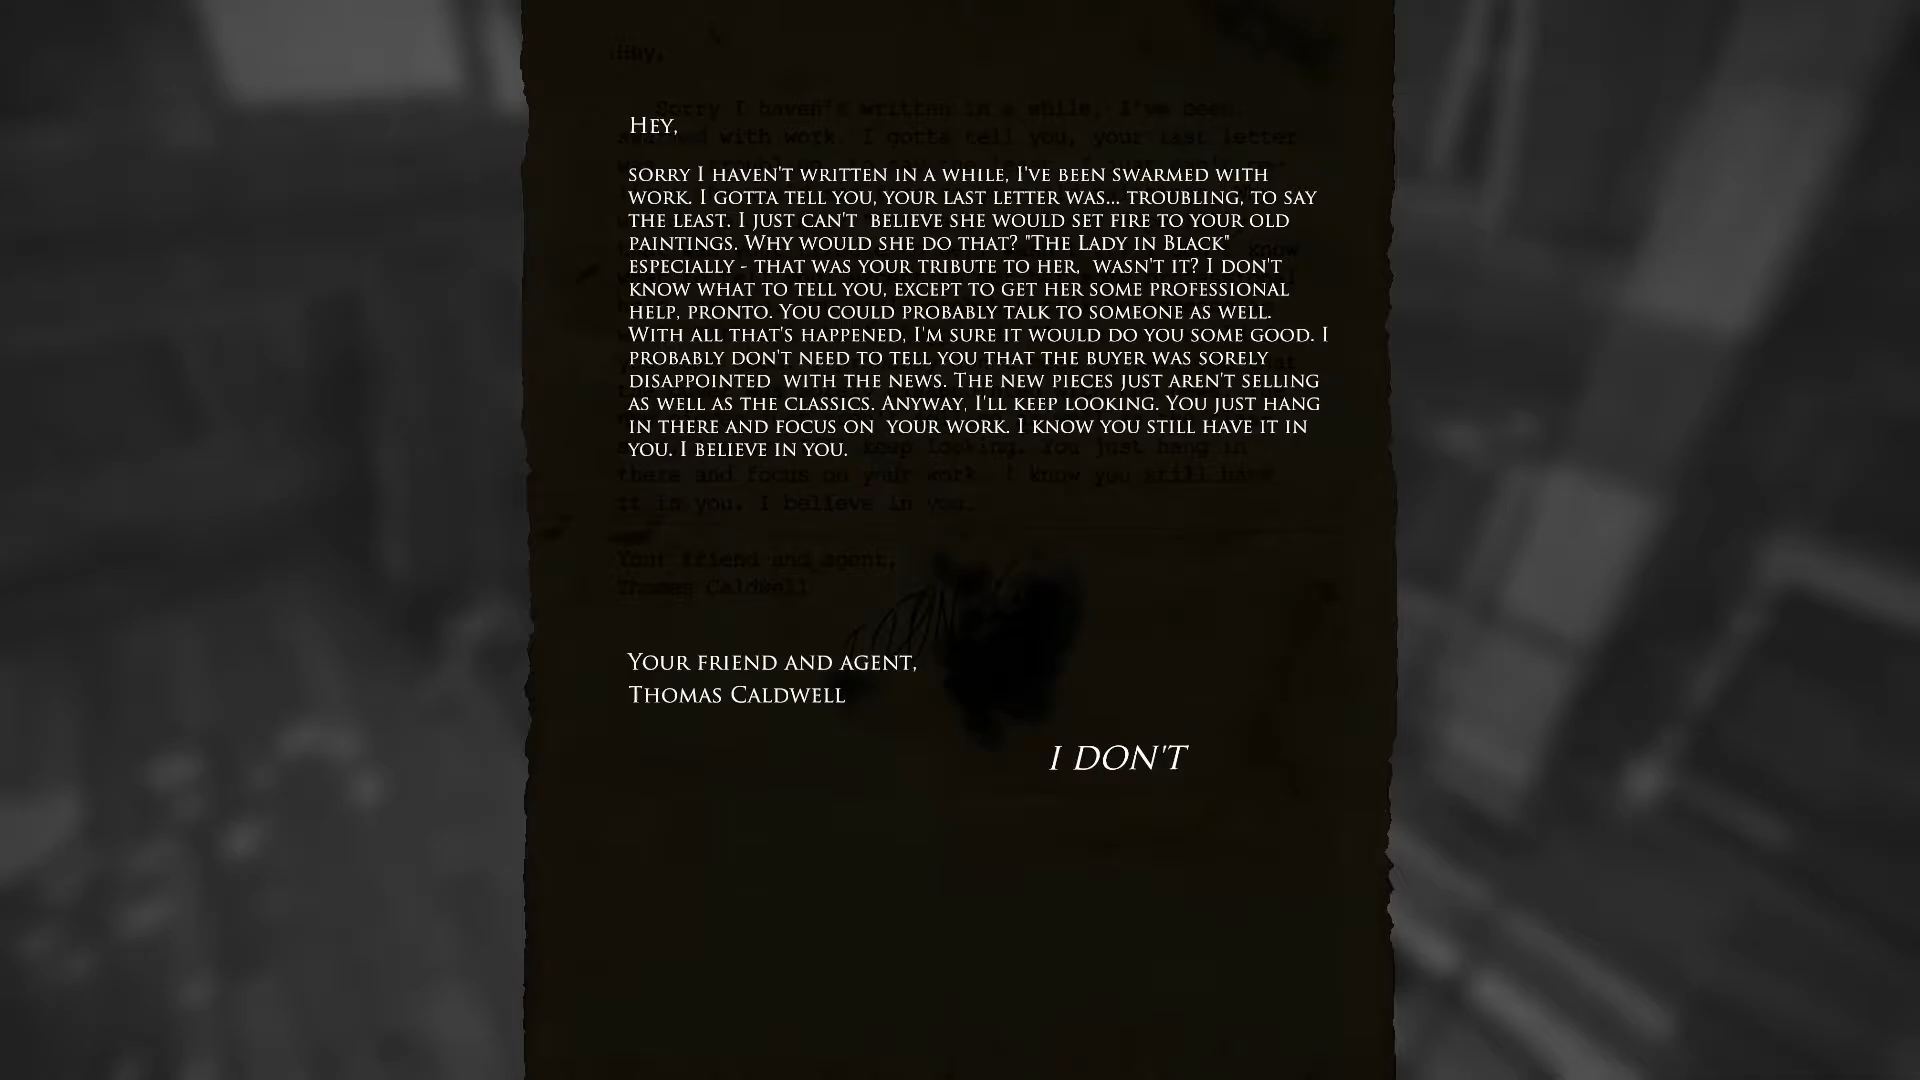 Hey,
sorry I haven't written in a while, I've been swarmed with
work. I gotta tell you, your last letter was... troubling, to say
the least. I just can't  believe she would set fire to your old
paintings. Why would she do that? "The Lady in Black"
especially - that was your tribute to her,  wasn't it? I don't
know what to tell you, except to get her some professional
help, pronto. You could probably talk to someone as well.
With all that's happened, I'm sure it would do you some good. I
probably don't need to tell you that the buyer was sorely
disappointed  with the news. The new pieces just aren't selling
as well as the classics. Anyway, I'll keep looking. You just hang
in there and focus on  your work. I know you still have it in
you. I believe in you.
Your friend and agent,
Thomas Caldwell
I DON'T